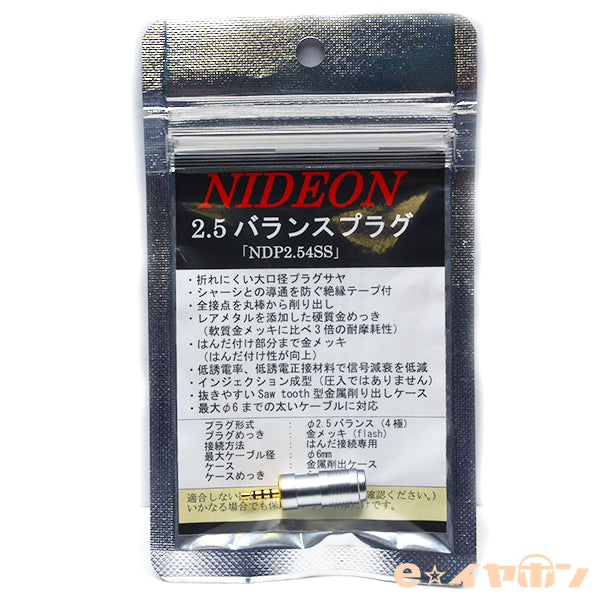 NIDEON
2.5バランスプラグ
「NDP2.54SS」
・折れにくい大口径プラグサヤ
・シャーシとの導通を防ぐ絶縁テープ付
・全接点を丸棒から削り出し
・レアメタルを添加した硬質金めっき
（軟質金メッキに比べ3倍の耐摩耗性）
・はんだ付け部分まで金メッキ
（はんだ付け性が向上）
・低誘電率、低誘電正接材料で信号減衰を低減
・インジェクション成型（圧入ではありません）
・抜きやすいSaw tooth型金属削り出しケース
・最大φ6までの太いケーブルに対応
プラグ形式 : φ2.5バランス（4極）
プラグめっき : 金メッキ(flash)
接続方法 : はんだ接続専用
最大ケーブル径 : φ6mm
ケース : 金属削出ケース
ケースめっき :
適合しない 確認ください。）
いかなる場合でも保 だけです。
e☆イヤホン